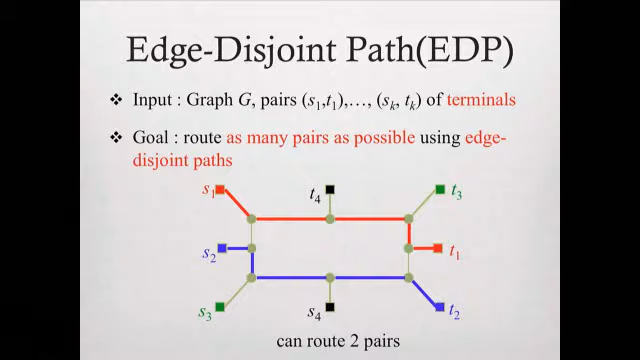 Edge-Disjoint Path(EDP)
❖ Input : Graph G, pairs (s₁,t₁),…, (sₖ, tₖ) of terminals
❖ Goal : route as many pairs as possible using edge-
disjoint paths
s₁ t₄ t₃
s₂ t₁
s₃ s₄ t₂
can route 2 pairs